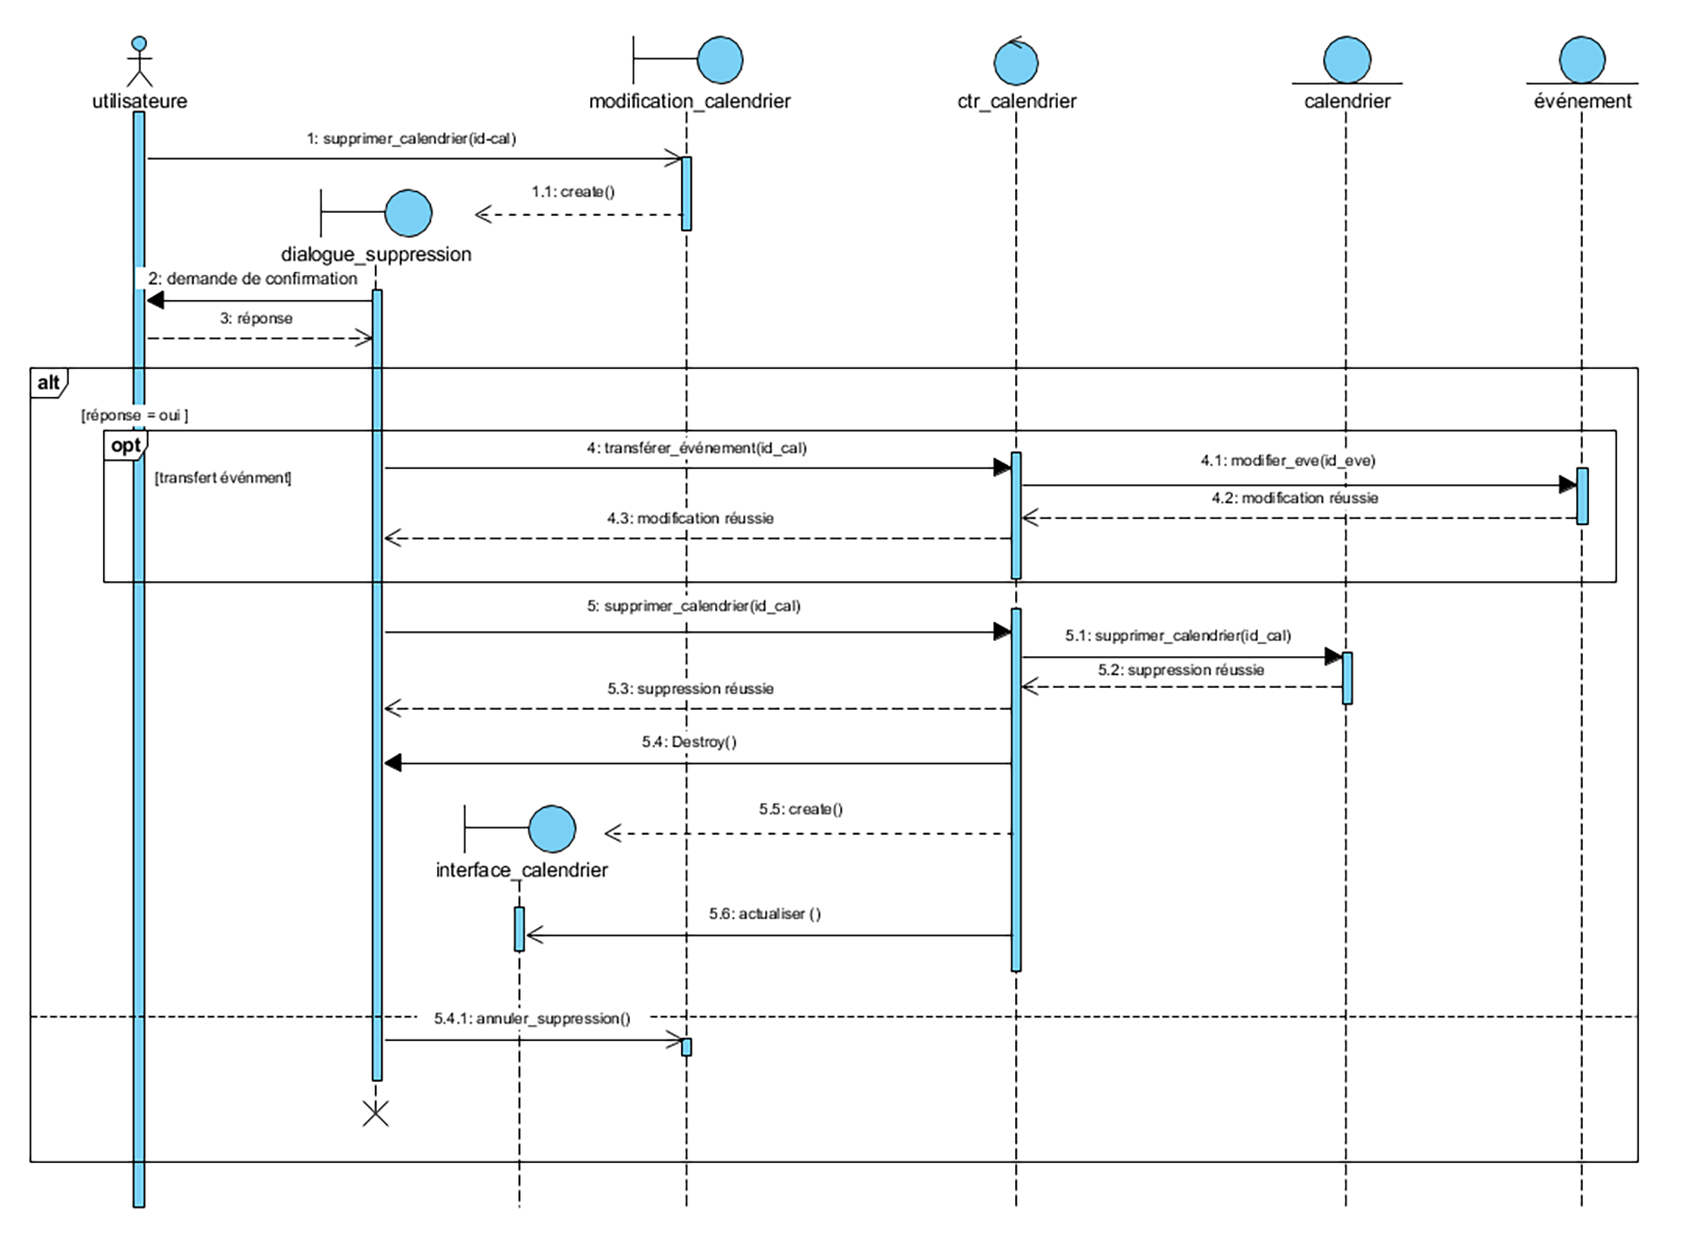 utilisateure
modification_calendrier
ctr_calendrier
calendrier
événement
1: supprimer_calendrier(id-cal)
1.1: create()
dialogue_suppression
2: demande de confirmation
3: réponse
alt
[réponse = oui ]
opt
[transfert événment]
4: transférer_événement(id_cal)
4.1: modifier_eve(id_eve)
4.2: modification réussie
4.3: modification réussie
5: supprimer_calendrier(id_cal)
5.1: supprimer_calendrier(id_cal)
5.2: suppression réussie
5.3: suppression réussie
5.4: Destroy()
5.5: create()
interface_calendrier
5.6: actualiser ()
5.4.1: annuler_suppression()